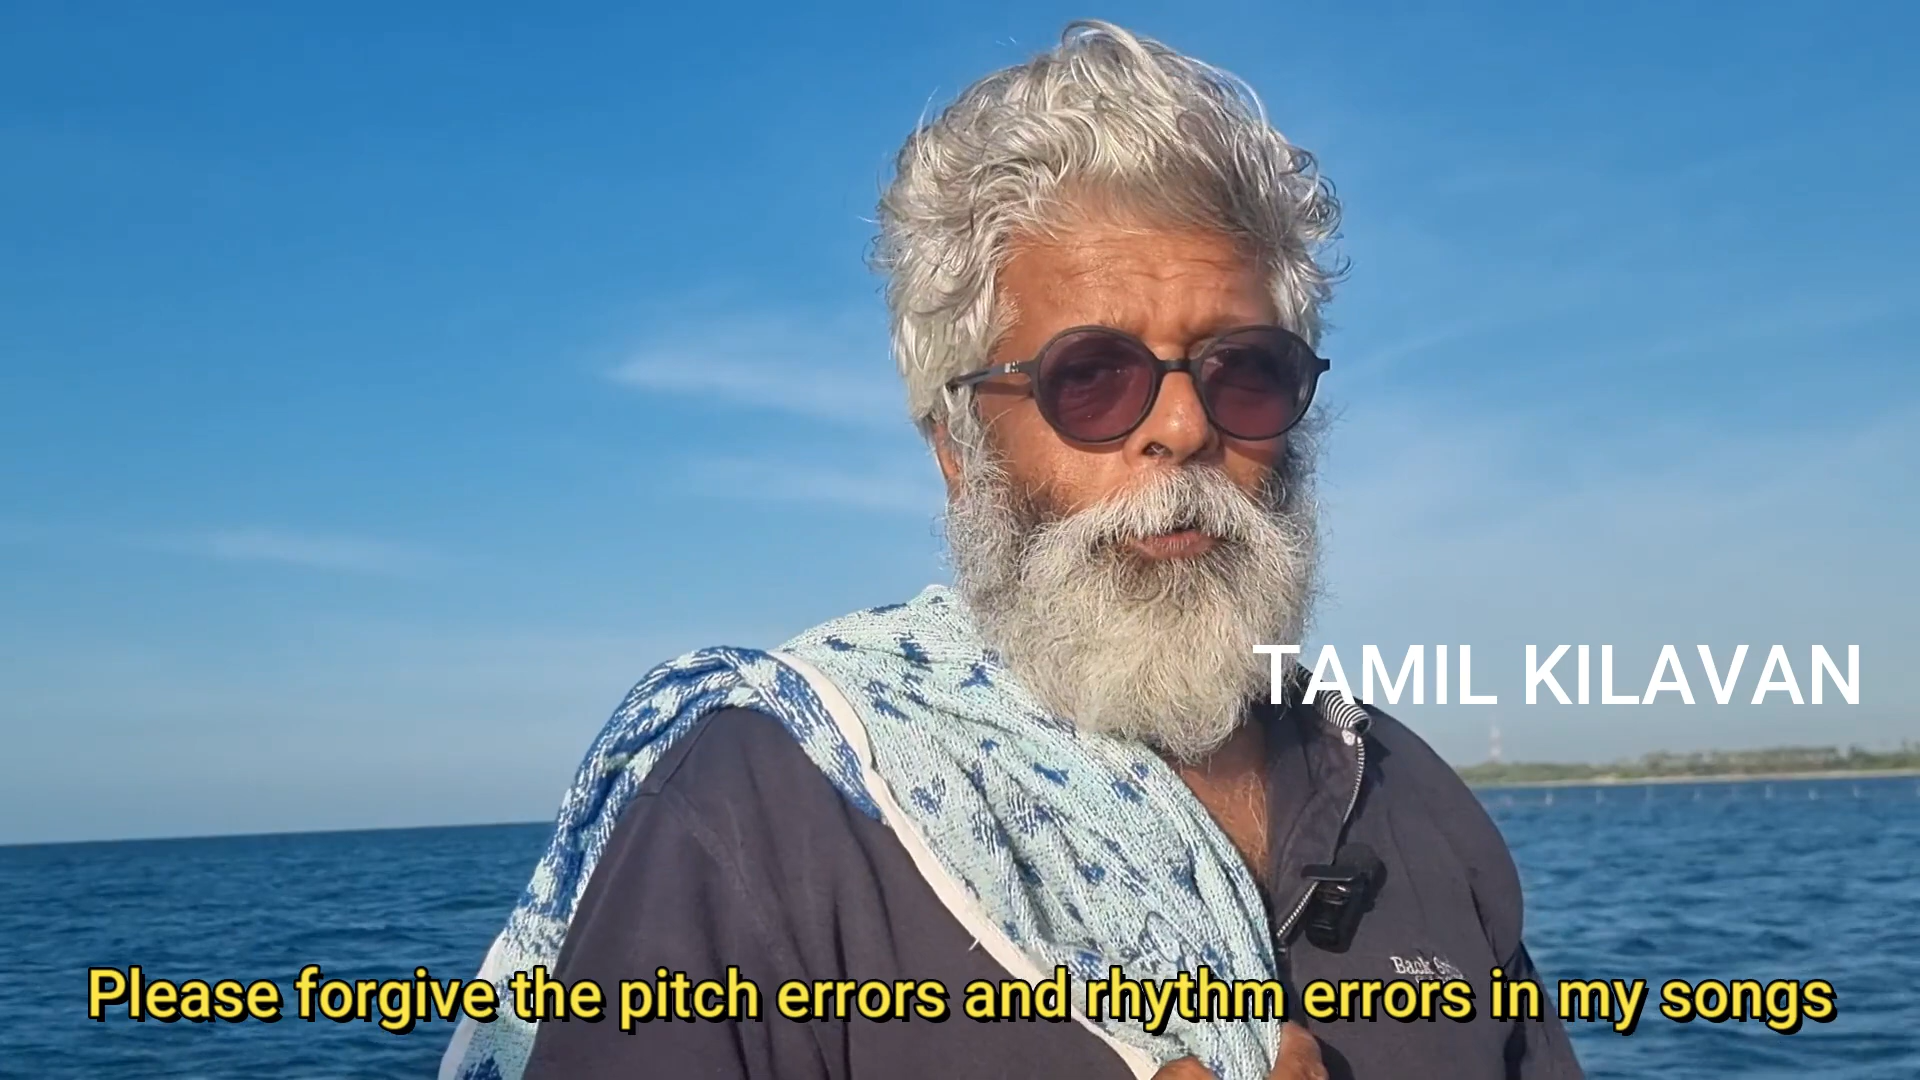 TAMIL KILAVAN
Please forgive the pitch errors and rhythm errors in my songs